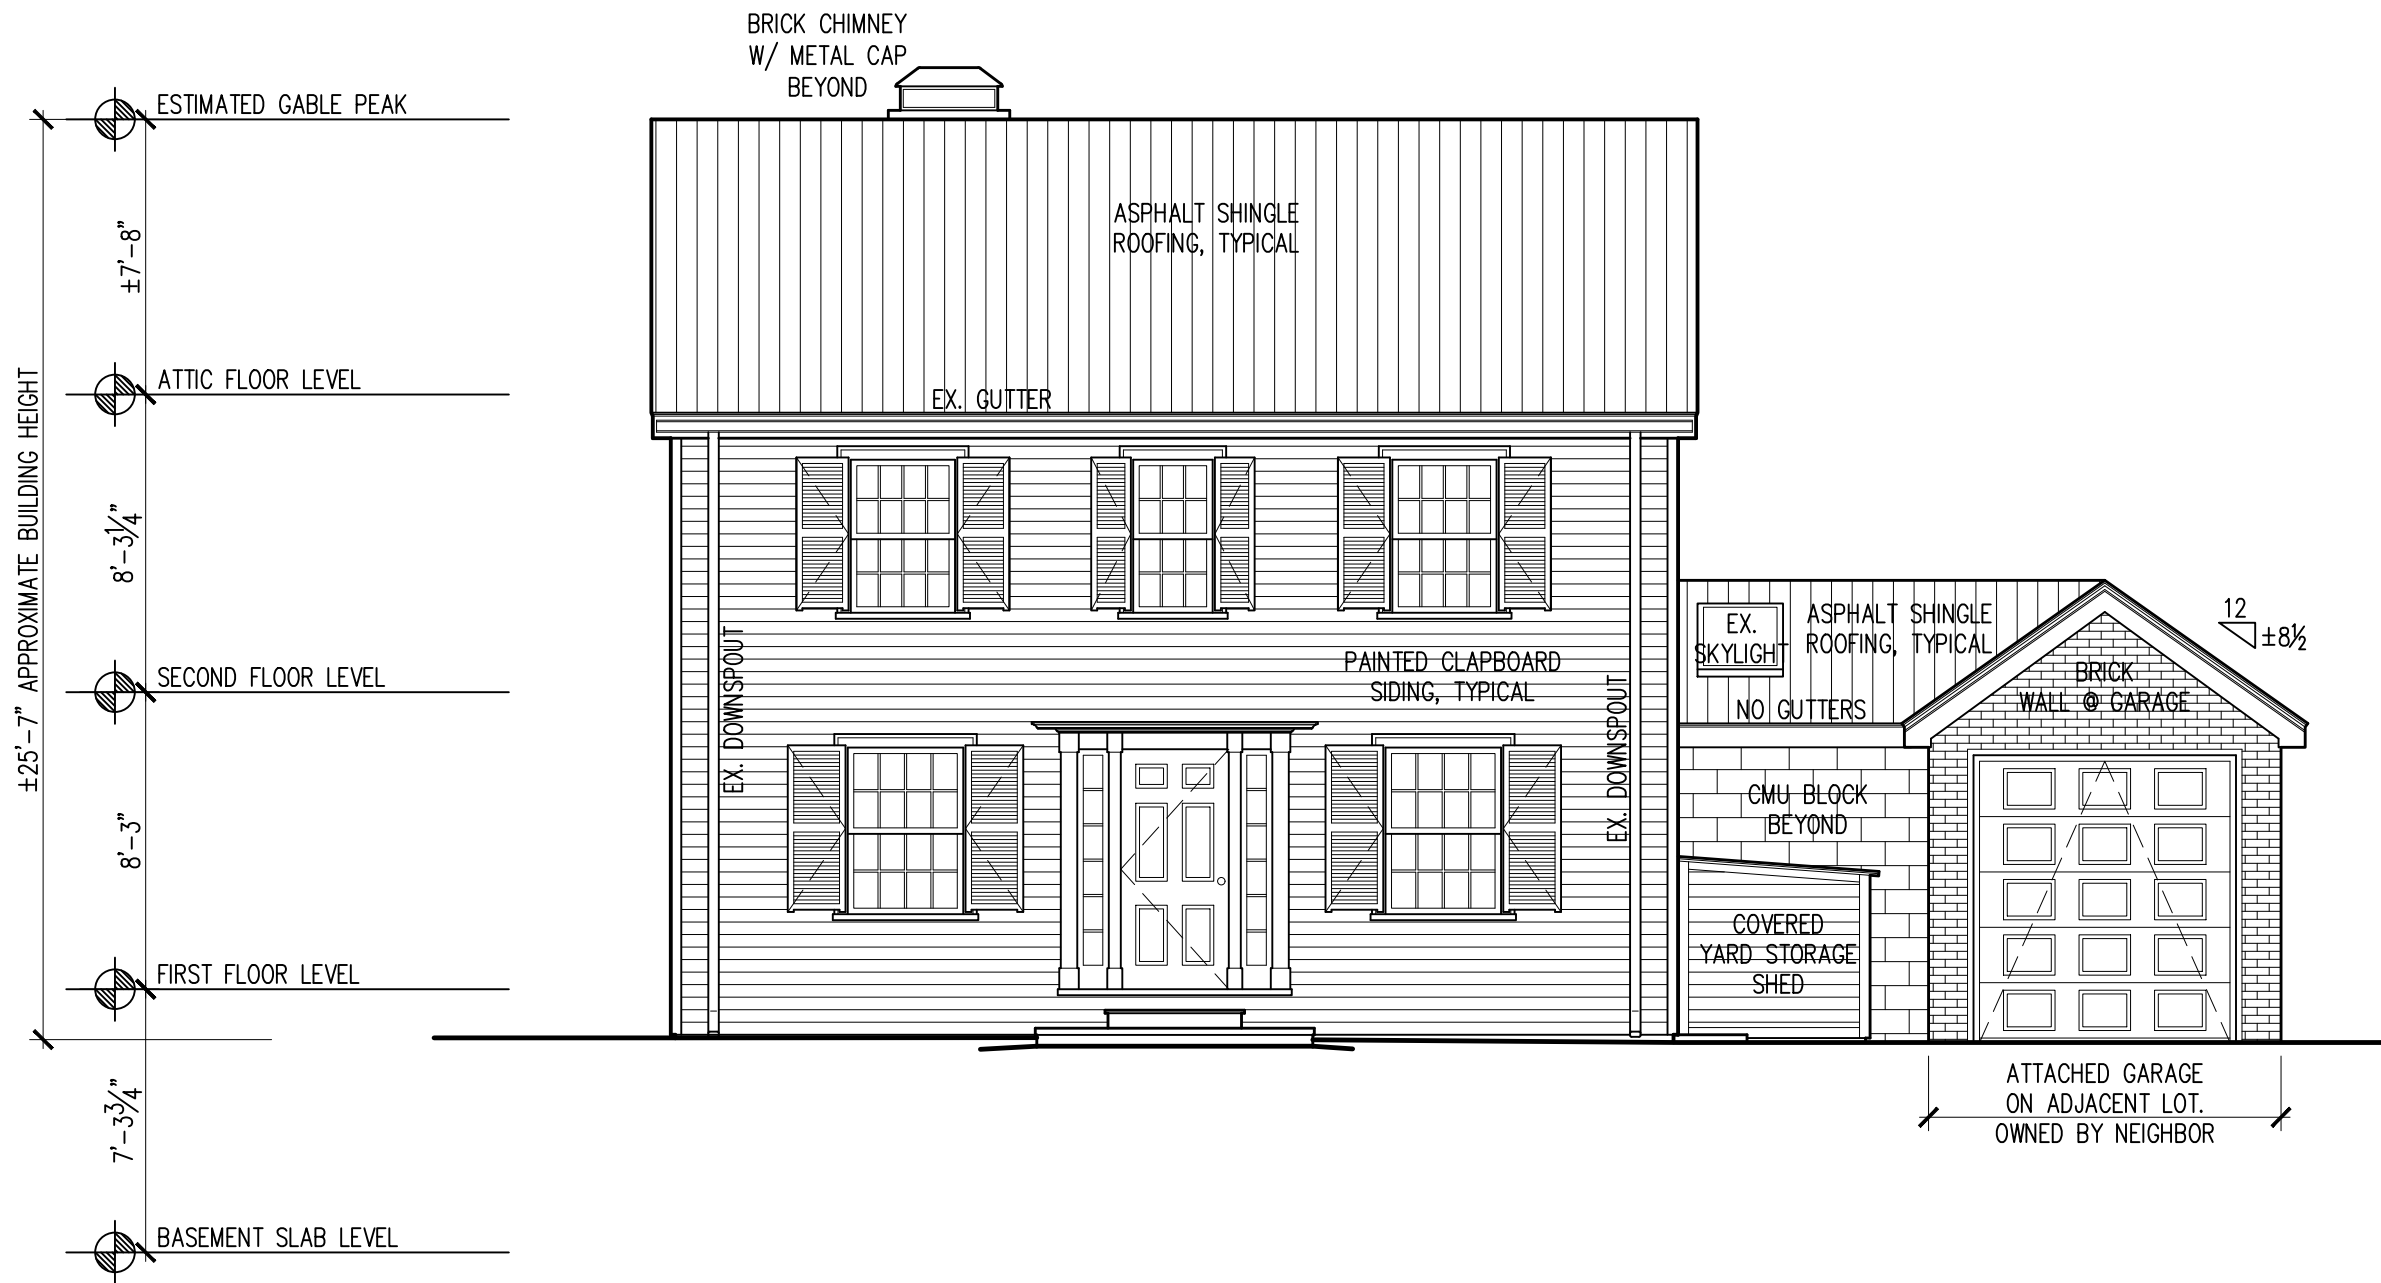 BRICK CHIMNEY
W/ METAL CAP
BEYOND
ESTIMATED GABLE PEAK
±7'-8"
ASPHALT SHINGLE
ROOFING, TYPICAL
ATTIC FLOOR LEVEL
EX. GUTTER
±25'-7" APPROXIMATE BUILDING HEIGHT
8'-3¼"
SECOND FLOOR LEVEL
EX. DOWNSPOUT
PAINTED CLAPBOARD
SIDING, TYPICAL
EX. DOWNSPOUT
EX.
SKYLIGHT
ASPHALT SHINGLE
ROOFING, TYPICAL
12
±8½
NO GUTTERS
BRICK
WALL @ GARAGE
8'-3"
CMU BLOCK
BEYOND
FIRST FLOOR LEVEL
COVERED
YARD STORAGE
SHED
7'-3¾"
ATTACHED GARAGE
ON ADJACENT LOT.
OWNED BY NEIGHBOR
BASEMENT SLAB LEVEL